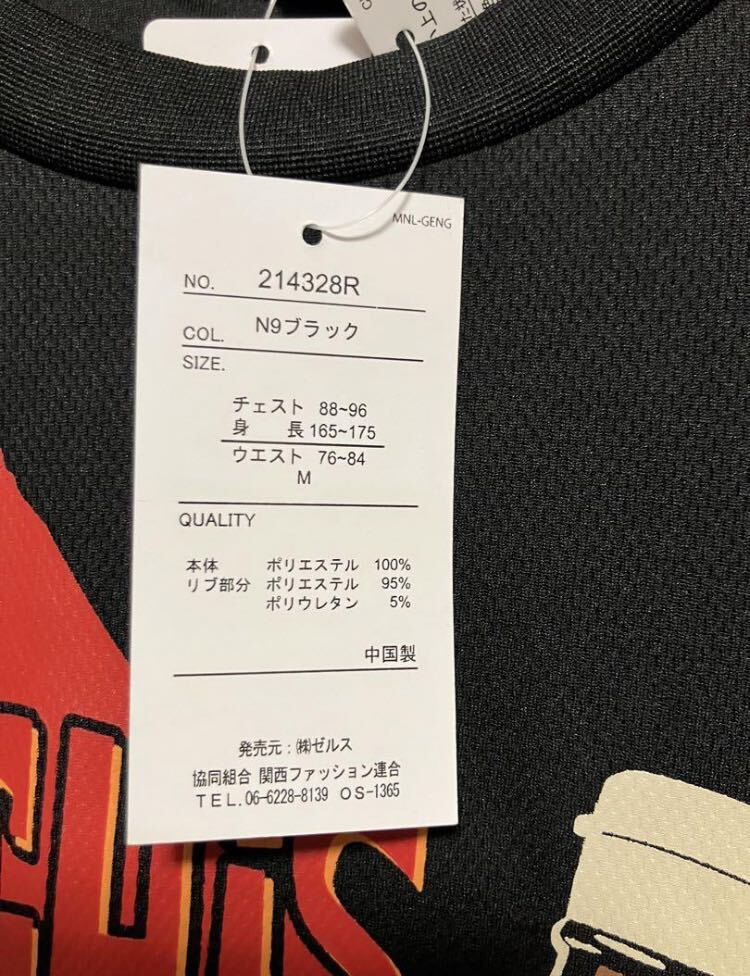 MNL-GENG
NO. 214328R
COL. N9ブラック
SIZE.
チェスト 88~96
身 長 165~175
ウエスト 76~84
M
QUALITY
本体 ポリエステル 100%
リブ部分 ポリエステル 95%
ポリウレタン 5%
中国製
発売元:㈱ゼルス
協同組合 関西ファッション連合
TEL.06-6228-8139 OS-1365